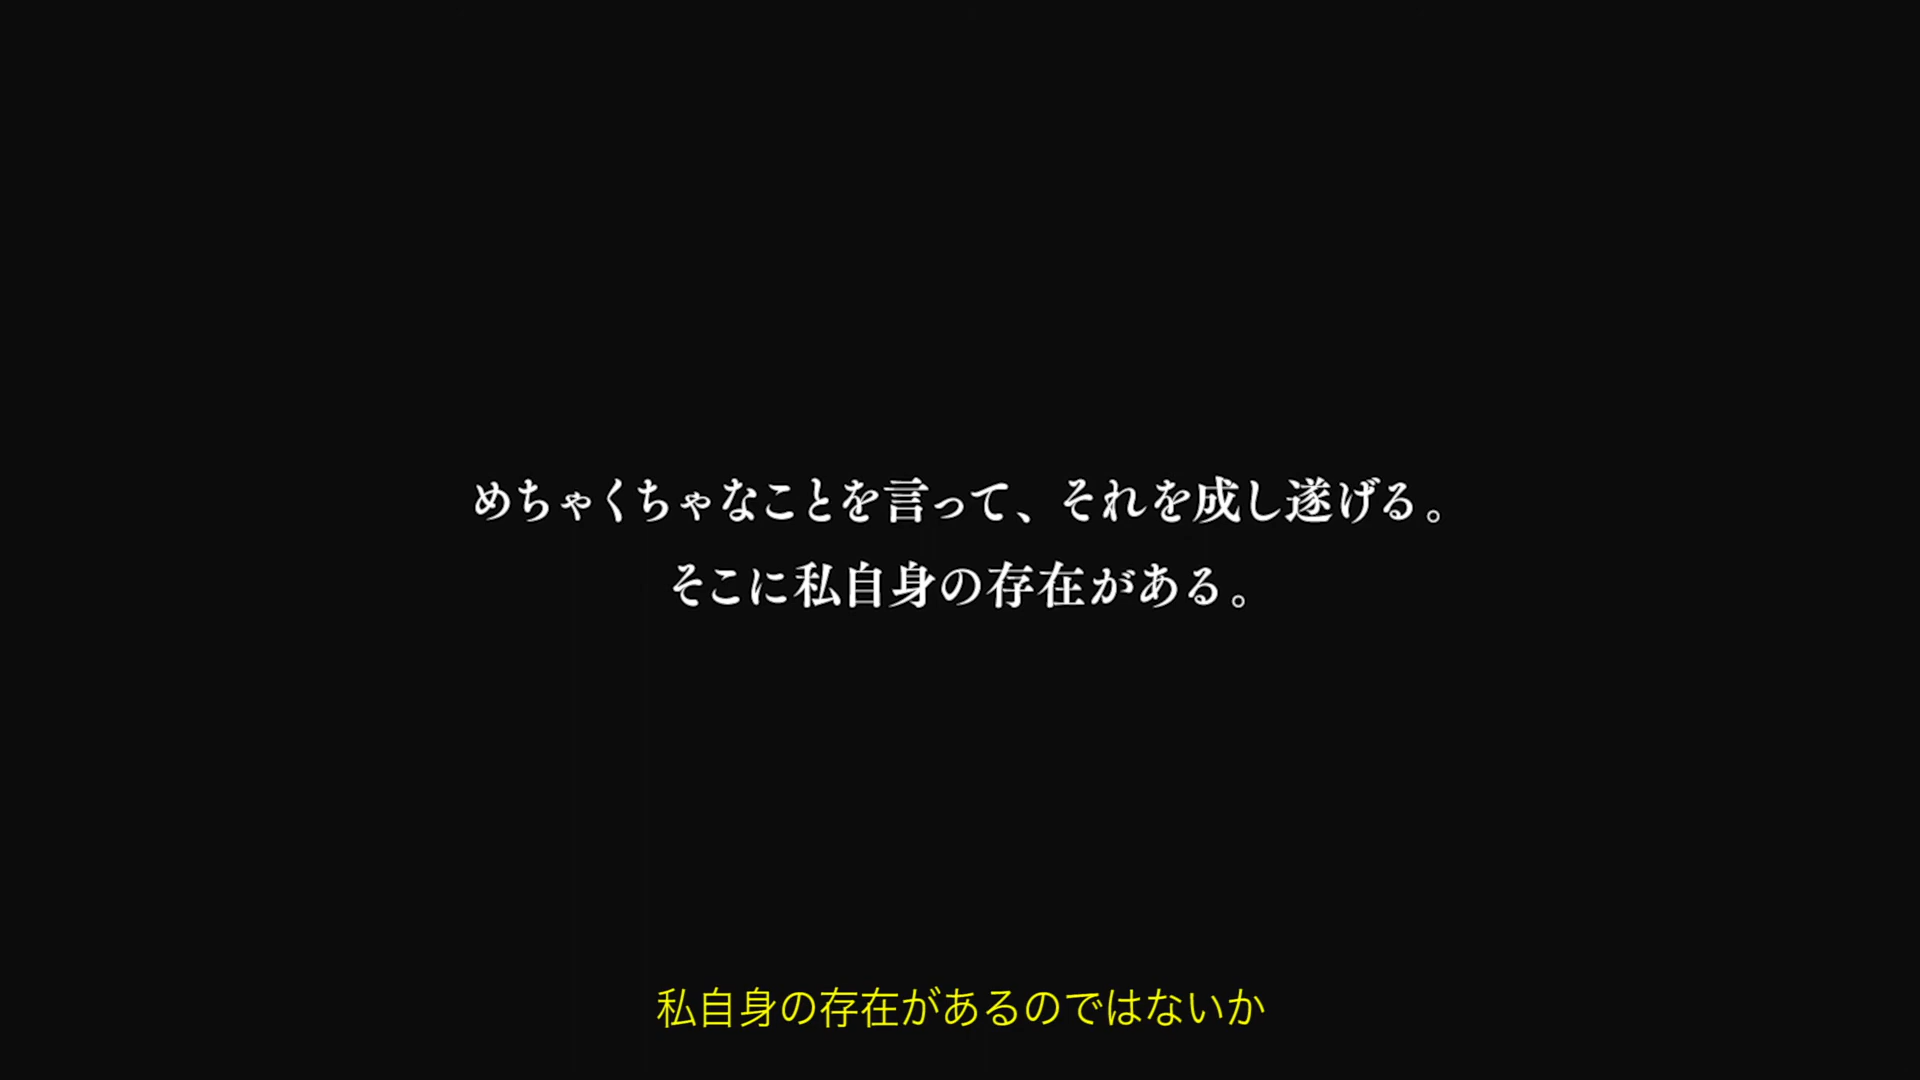 めちゃくちゃなことを言って、それを成し遂げる。
そこに私自身の存在がある。
私自身の存在があるのではないか